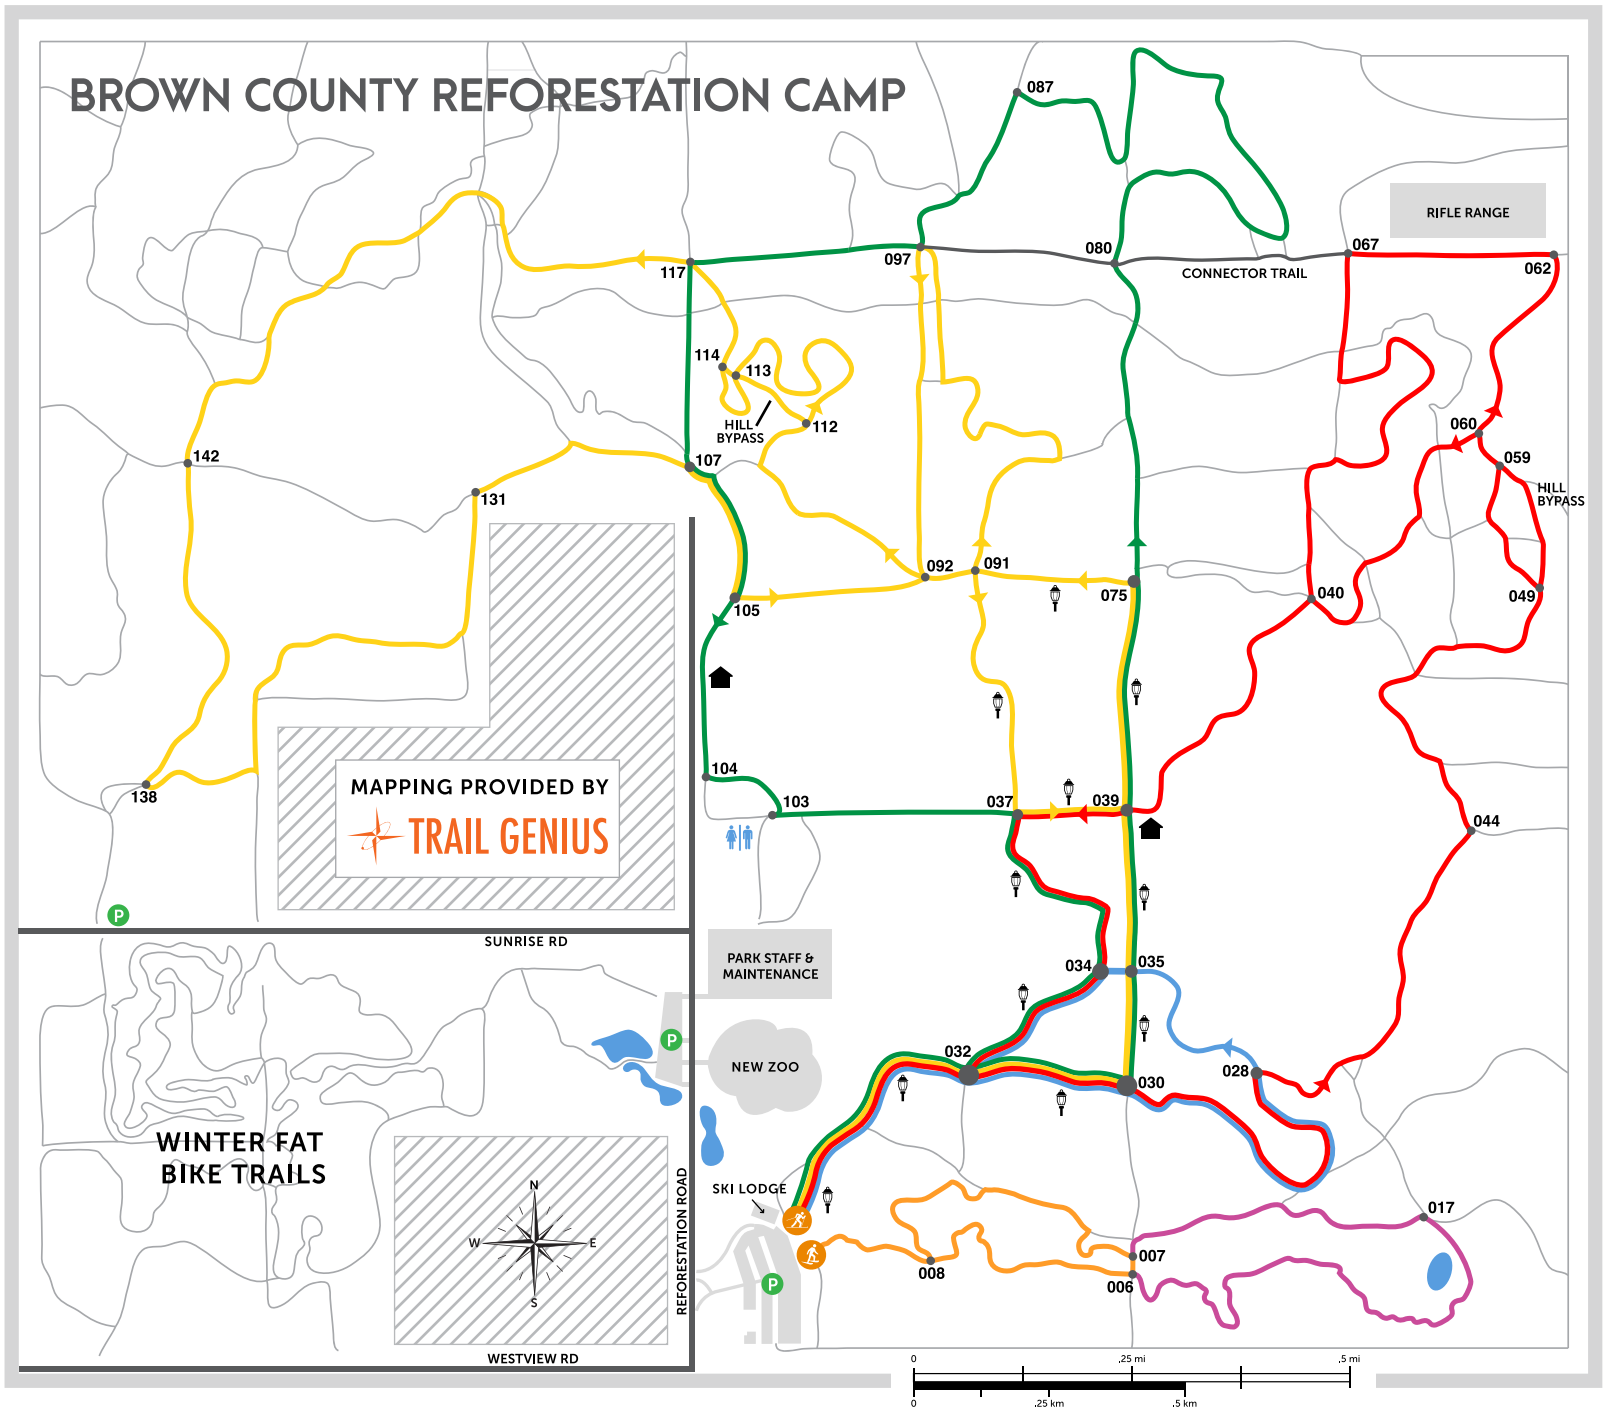 BROWN COUNTY REFORESTATION CAMP
087
RIFLE RANGE
097
080
067
062
117
CONNECTOR TRAIL
114
113
112
HILL
BYPASS
142
107
131
060
059
HILL
BYPASS
092
091
075
105
040
049
104
103
037
039
138
MAPPING PROVIDED BY
TRAIL GENIUS
044
P
SUNRISE RD
PARK STAFF &
MAINTENANCE
034
035
P
NEW ZOO
032
030
028
WINTER FAT
BIKE TRAILS
N
W
E
S
REFORESTATION ROAD
SKI LODGE
017
007
008
006
P
WESTVIEW RD
0
.25 mi
.5 mi
0
.25 km
.5 km